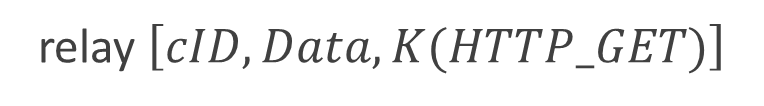 relay [cID, Data, K(HTTP_GET)]